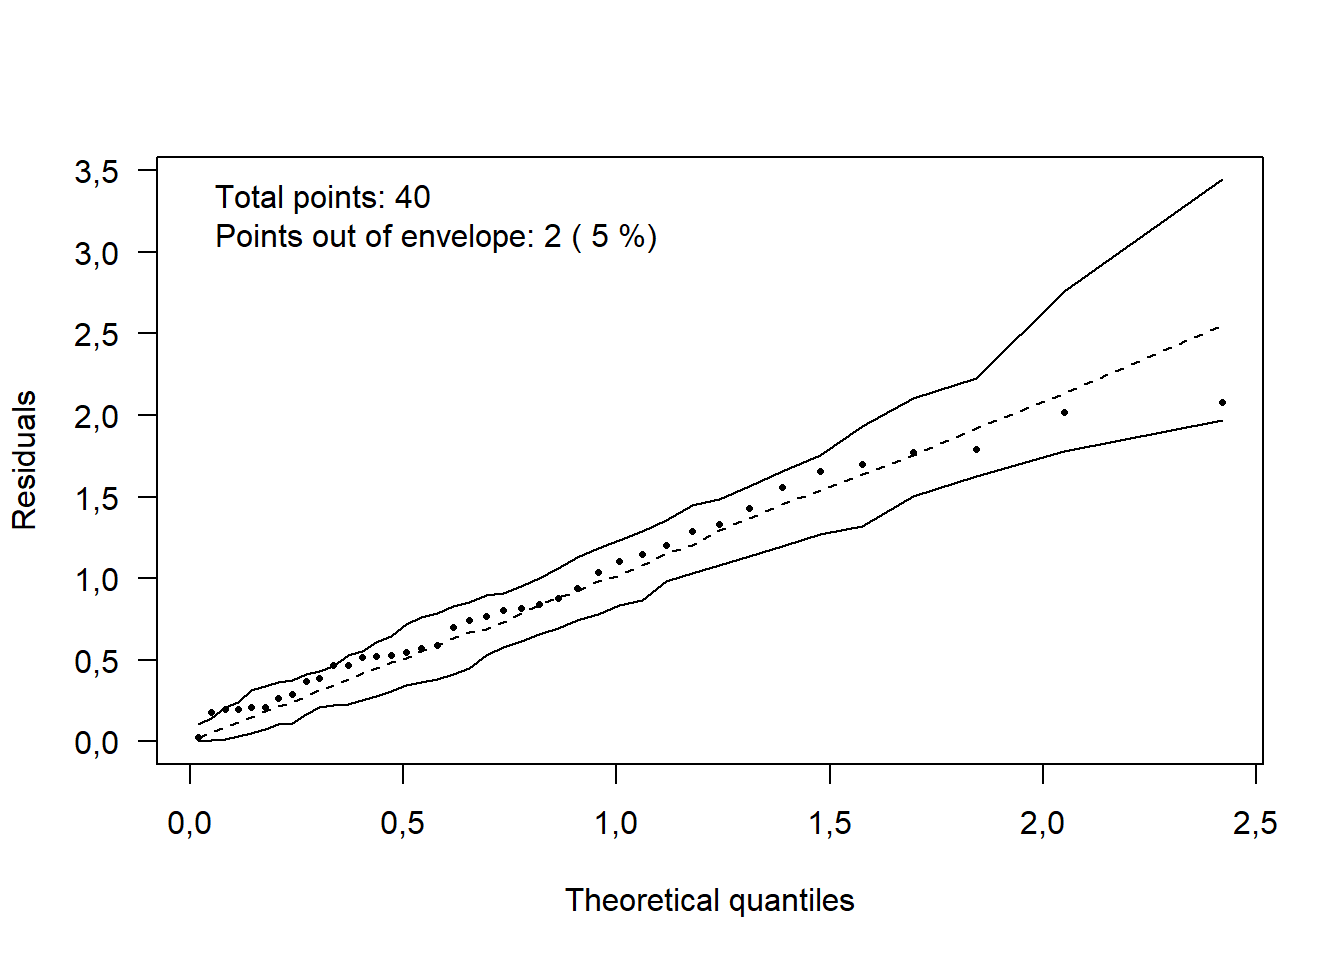 Total points: 40
Points out of envelope: 2 ( 5 %)
3,5
3,0
2,5
2,0
1,5
1,0
0,5
0,0
Residuals
0,0 0,5 1,0 1,5 2,0 2,5
Theoretical quantiles